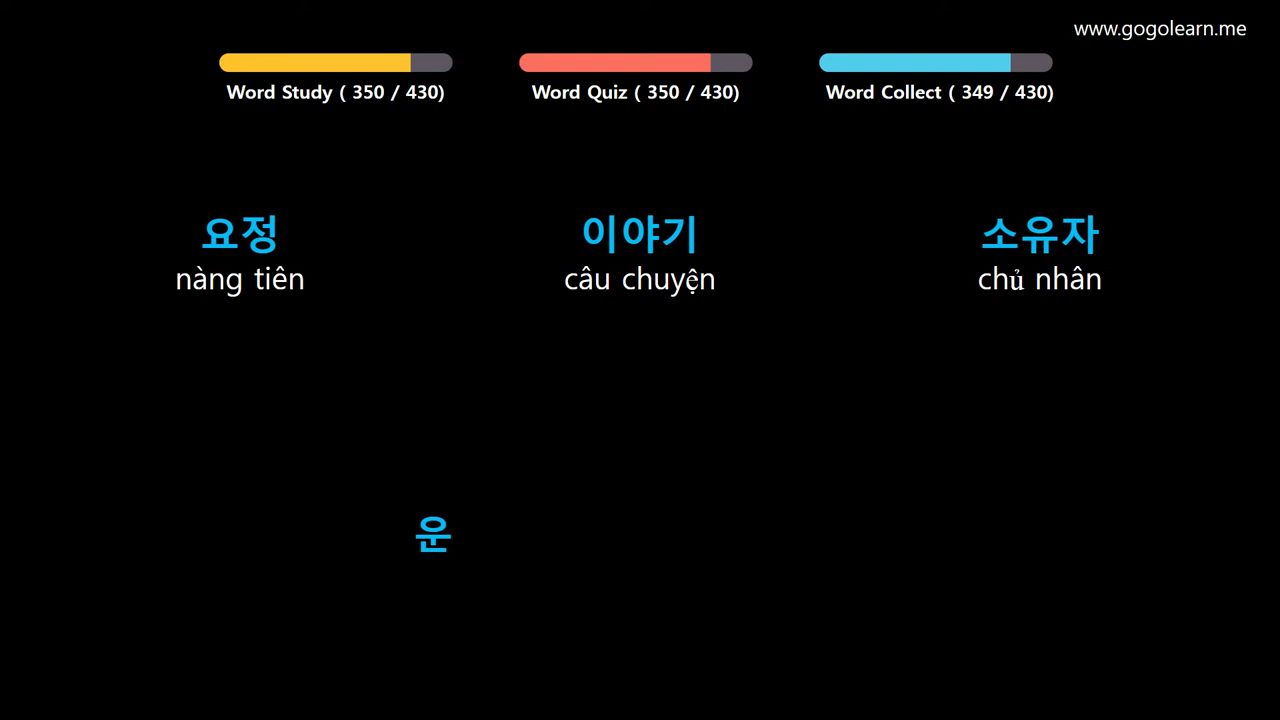 www.gogolearn.me
Word Study ( 350 / 430)
Word Quiz ( 350 / 430)
Word Collect ( 349 / 430)
요정
nàng tiên
이야기
câu chuyện
소유자
chủ nhân
운